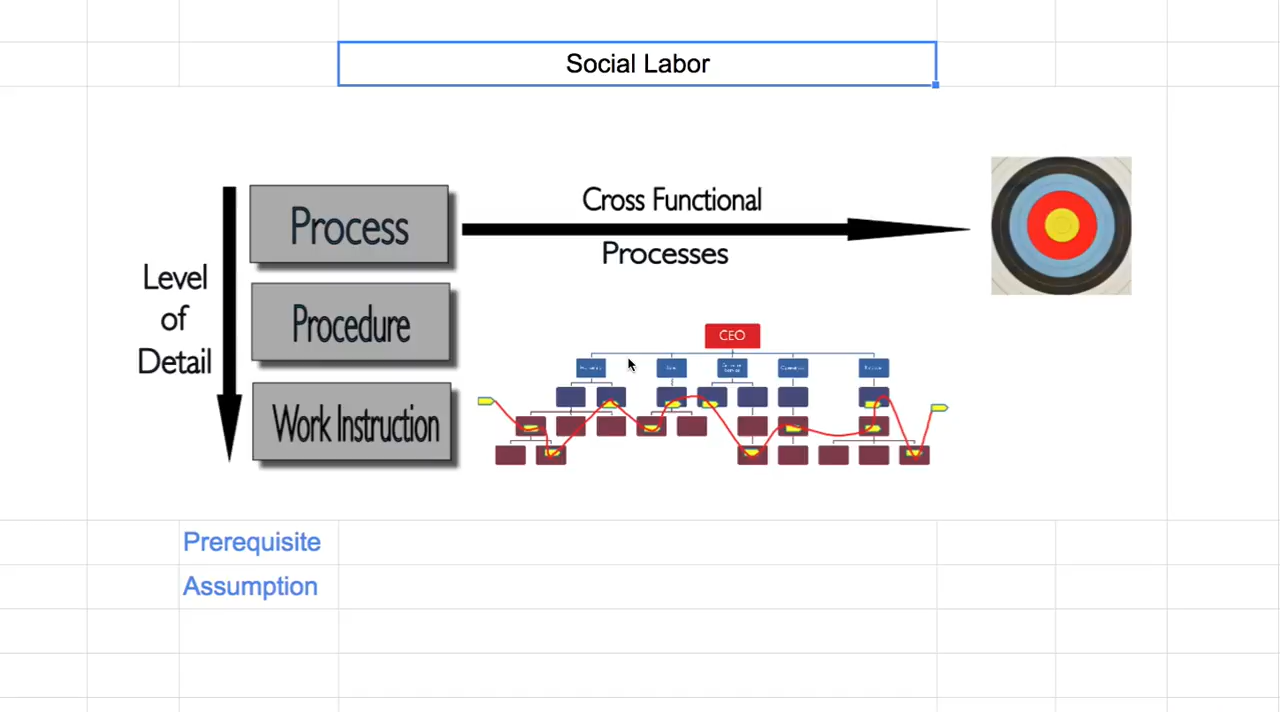 Social Labor
Process
Cross Functional
Processes
Level
of
Detail
Procedure
Work Instruction
CEO
Prerequisite
Assumption